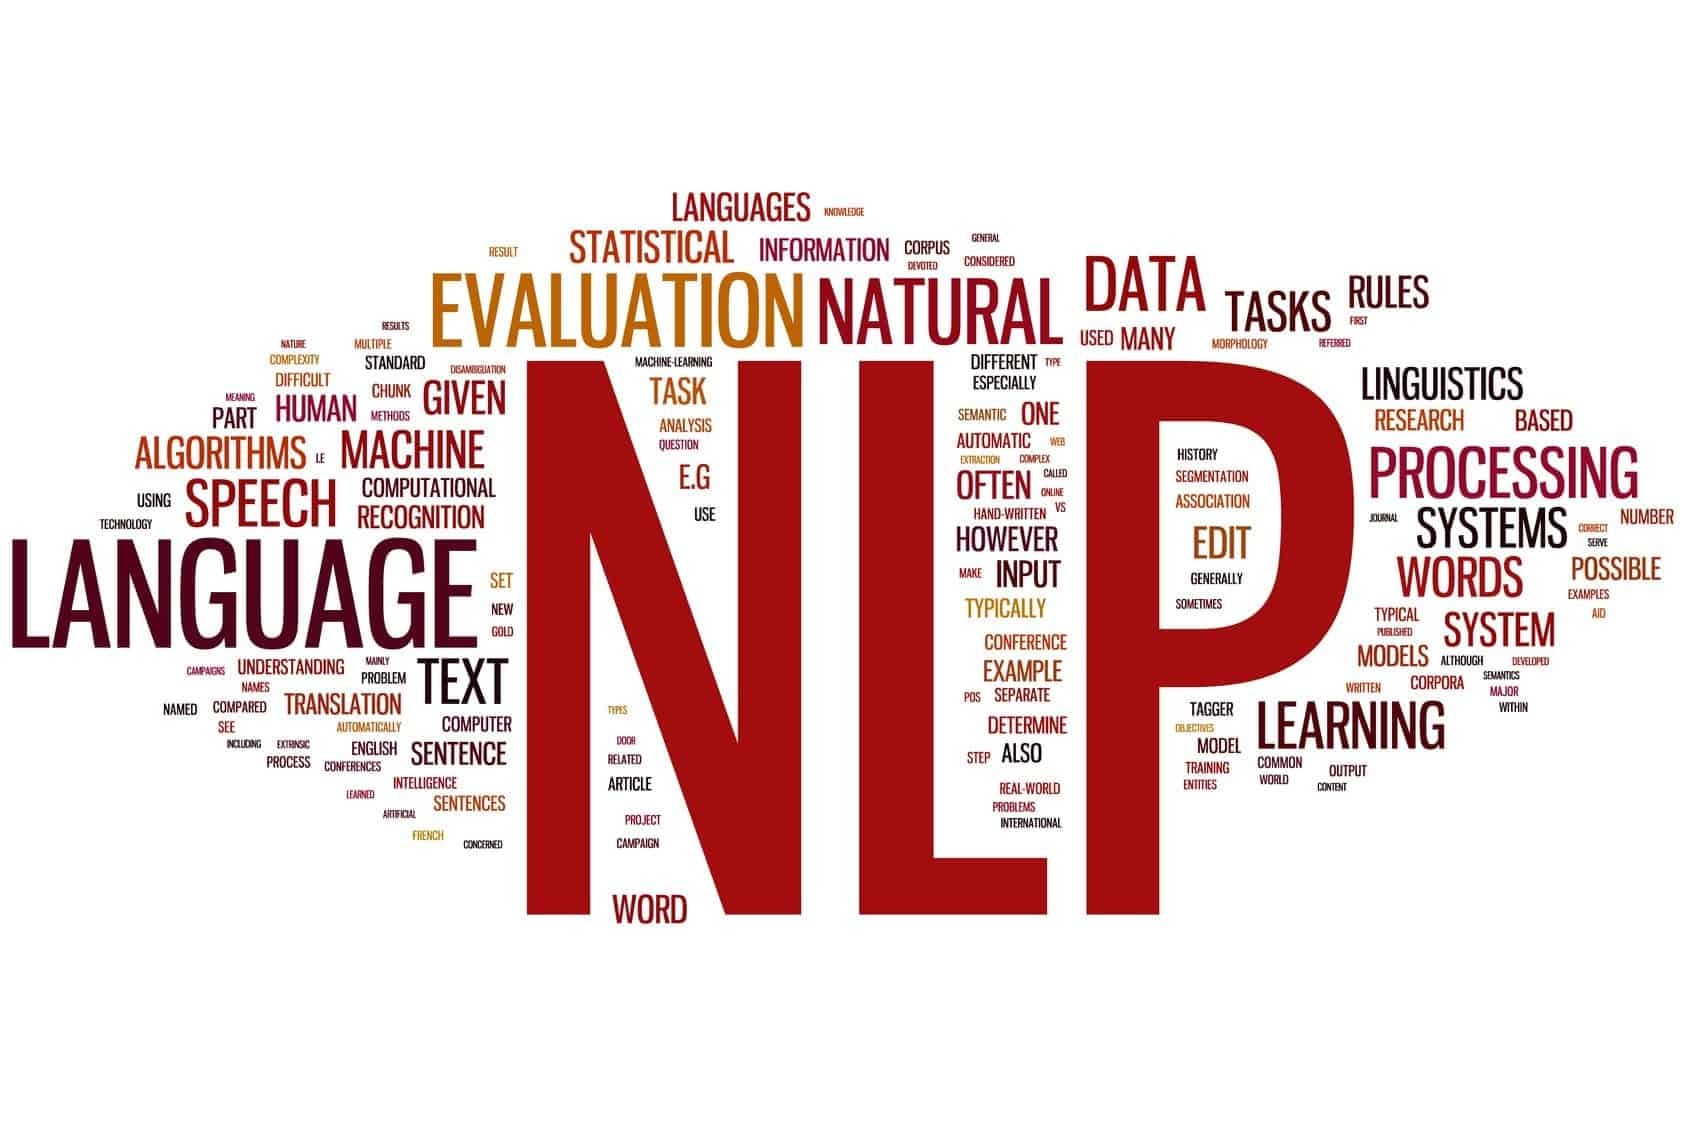 LANGUAGES
KNOWLEDGE
RESULT
STATISTICAL
INFORMATION
CORPUS
GENERAL
DEVOTED
CONSIDERED
EVALUATION
NATURAL
DATA
TASKS
RULES
FIRST
USED
MANY
MORPHOLOGY
REFERRED
RESULTS
NATURE
MULTIPLE
COMPLEXITY
STANDARD
DISAMBIGUATION
DIFFICULT
CHUNK
GIVEN
MEANING
PART
HUMAN
METHODS
ALGORITHMS
LE
MACHINE
USING
SPEECH
COMPUTATIONAL
RECOGNITION
TECHNOLOGY
LANGUAGE
SET
NEW
GOLD
CAMPAIGNS
UNDERSTANDING
MAINLY
PROBLEM
TEXT
NAMES
NAMED
COMPARED
TRANSLATION
SEE
AUTOMATICALLY
COMPUTER
INCLUDING
EXTRINSIC
ENGLISH
SENTENCE
PROCESS
CONFERENCES
INTELLIGENCE
LEARNED
SENTENCES
ARTIFICIAL
FRENCH
CONCERNED
NLP
MACHINE-LEARNING
TASK
ANALYSIS
QUESTION
E.G
USE
TYPES
DOOR
RELATED
ARTICLE
PROJECT
CAMPAIGN
WORD
DIFFERENT
TYPE
ESPECIALLY
SEMANTIC
ONE
AUTOMATIC
WEB
EXTRACTION
COMPLEX
OFTEN
CALLED
ONLINE
HAND-WRITTEN
VS
HOWEVER
MAKE
INPUT
TYPICALLY
CONFERENCE
EXAMPLE
POS
SEPARATE
DETERMINE
STEP
ALSO
REAL-WORLD
PROBLEMS
INTERNATIONAL
HISTORY
SEGMENTATION
ASSOCIATION
EDIT
GENERALLY
SOMETIMES
TAGGER
OBJECTIVES
MODEL
TRAINING
ENTITIES
LEARNING
COMMON
WORLD
OUTPUT
CONTENT
LINGUISTICS
RESEARCH
BASED
PROCESSING
JOURNAL
SYSTEMS
CORRECT
NUMBER
SERVE
WORDS
POSSIBLE
EXAMPLES
TYPICAL
AID
PUBLISHED
SYSTEM
MODELS
ALTHOUGH
DEVELOPED
WRITTEN
CORPORA
SEMANTICS
MAJOR
WITHIN